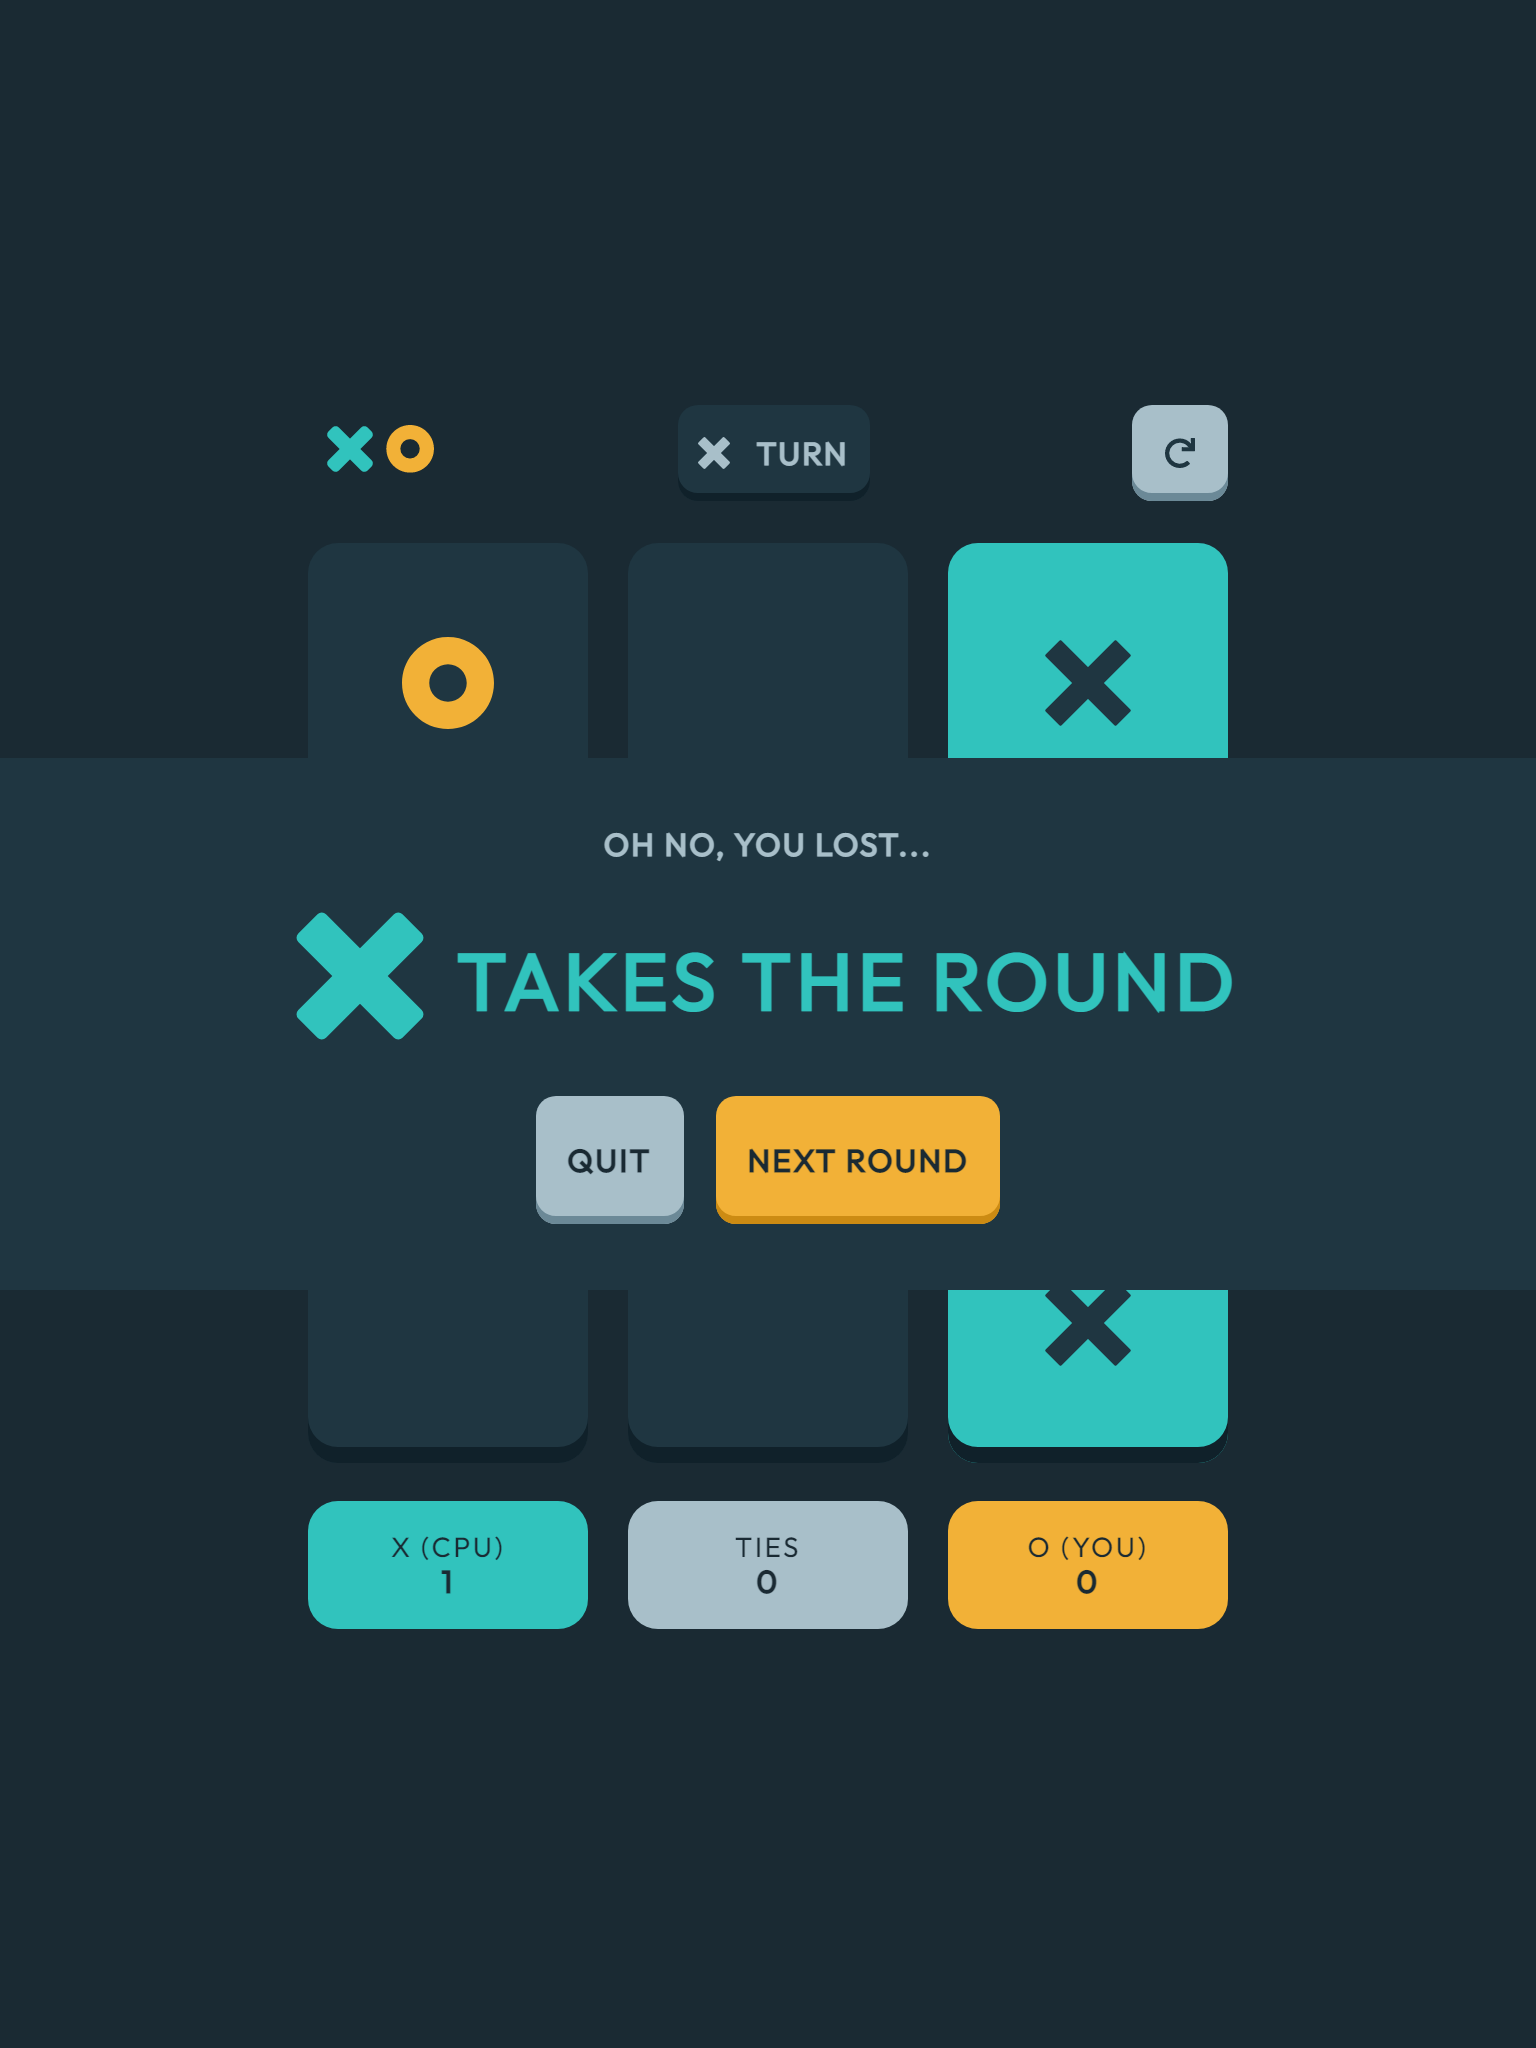 TURN
OH NO, YOU LOST...
TAKES THE ROUND
QUIT
NEXT ROUND
X (CPU)
1
TIES
0
O (YOU)
0